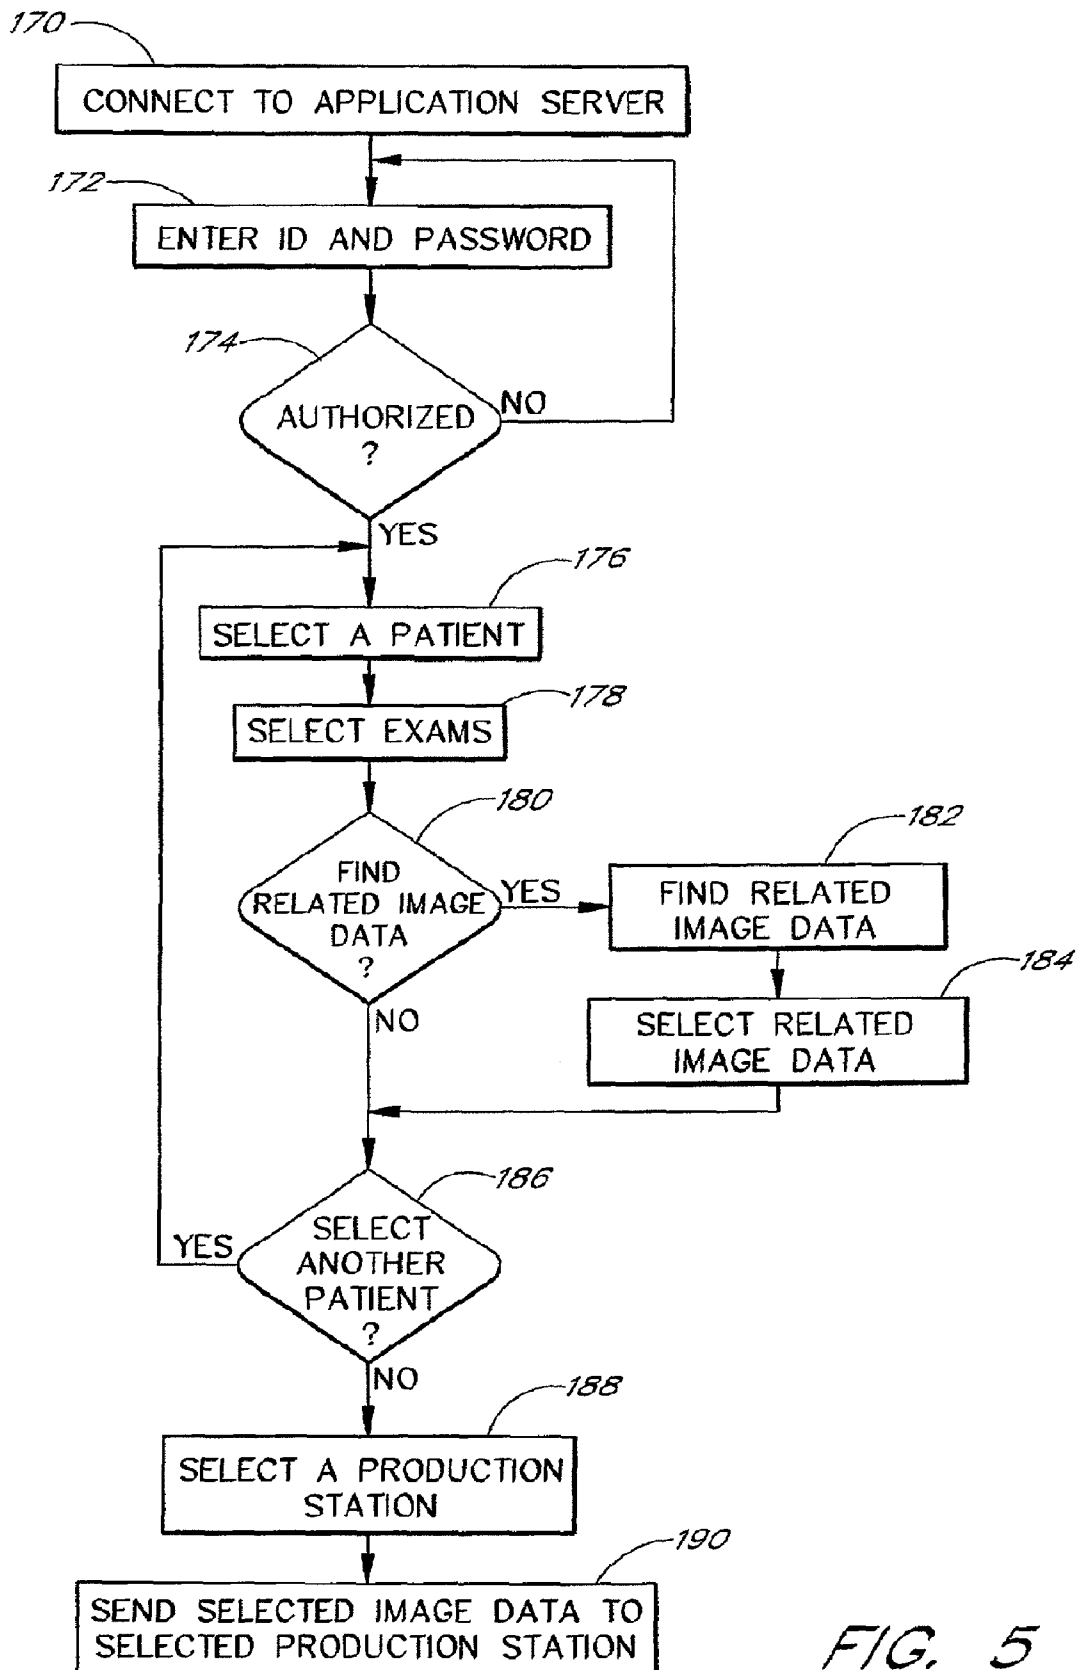 170
CONNECT TO APPLICATION SERVER
172
ENTER ID AND PASSWORD
174
AUTHORIZED
?
NO
YES
176
SELECT A PATIENT
178
SELECT EXAMS
180
FIND
RELATED IMAGE
DATA
?
YES
182
FIND RELATED
IMAGE DATA
184
SELECT RELATED
IMAGE DATA
NO
186
SELECT
ANOTHER
PATIENT
?
YES
NO
188
SELECT A PRODUCTION
STATION
190
SEND SELECTED IMAGE DATA TO
SELECTED PRODUCTION STATION
FIG. 5